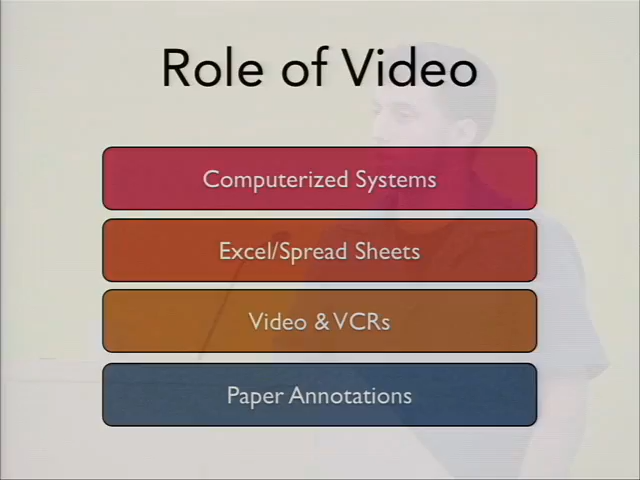 Role of Video
Computerized Systems
Excel/Spread Sheets
Video & VCRs
Paper Annotations